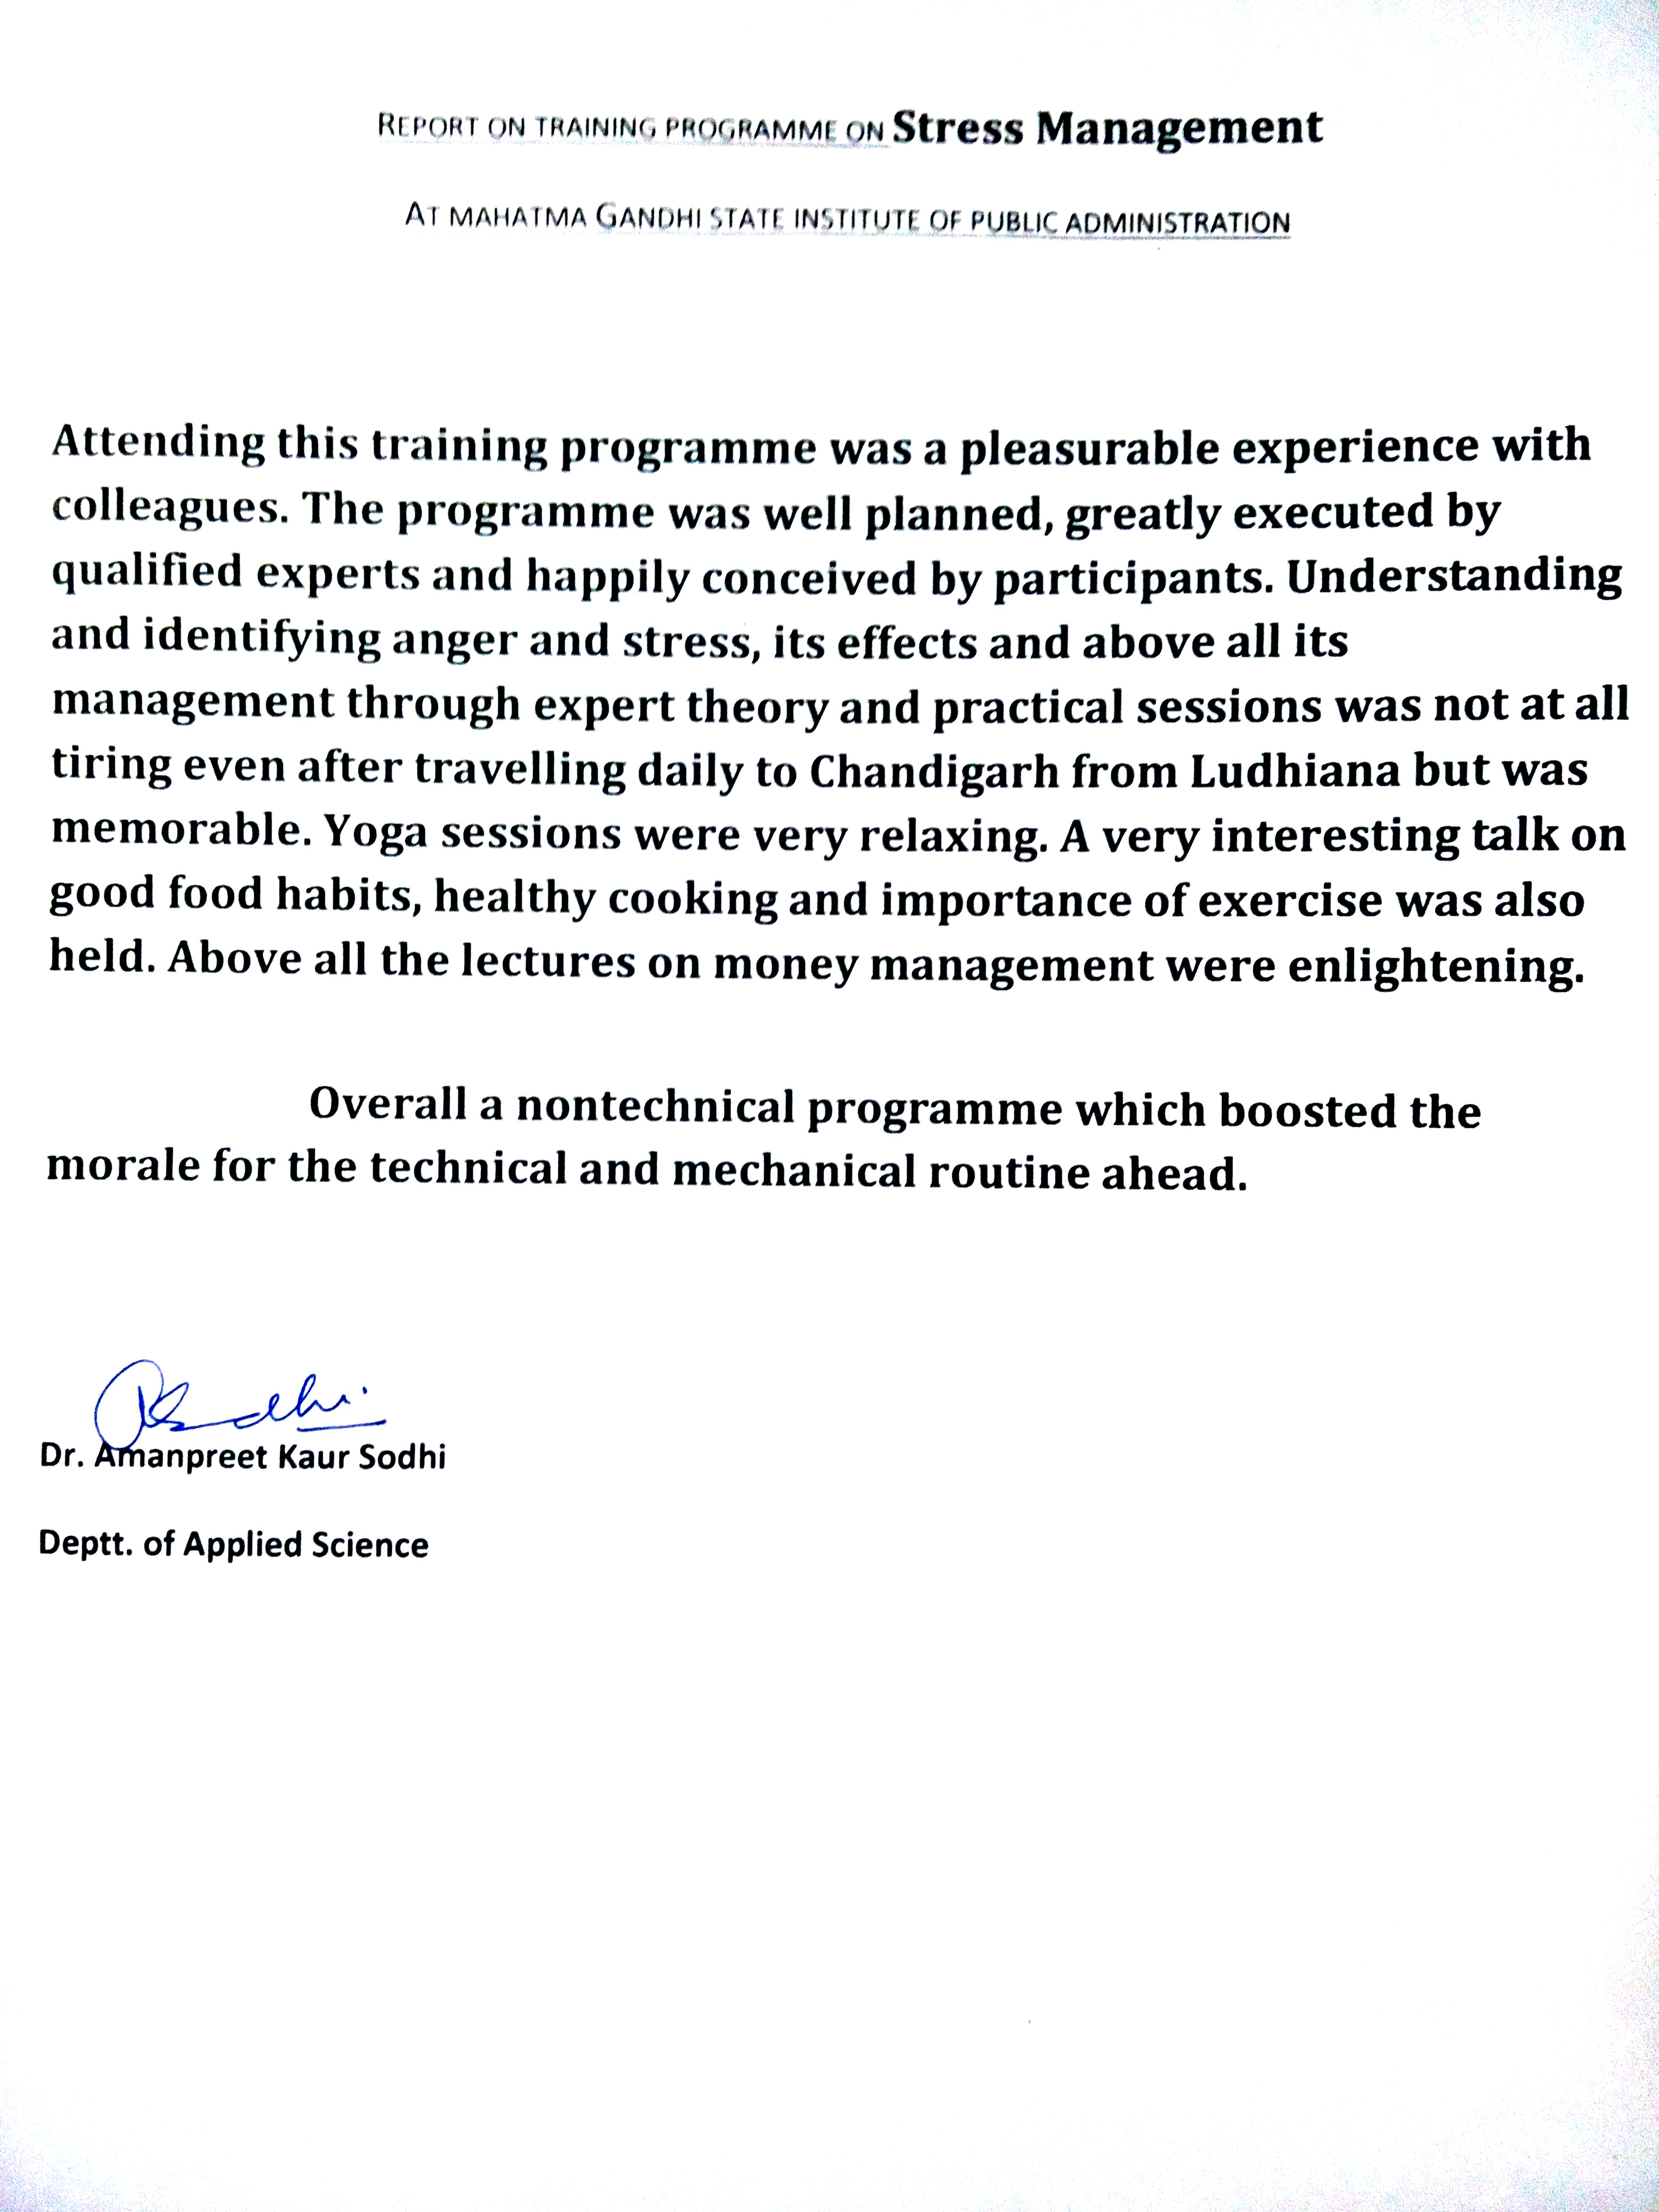 REPORT ON TRAINING PROGRAMME ON Stress Management
AT MAHATMA GANDHI STATE INSTITUTE OF PUBLIC ADMINISTRATION
Attending this training programme was a pleasurable experience with
colleagues. The programme was well planned, greatly executed by
qualified experts and happily conceived by participants. Understanding
and identifying anger and stress, its effects and above all its
management through expert theory and practical sessions was not at all
tiring even after travelling daily to Chandigarh from Ludhiana but was
memorable. Yoga sessions were very relaxing. A very interesting talk on
good food habits, healthy cooking and importance of exercise was also
held. Above all the lectures on money management were enlightening.
Overall a nontechnical programme which boosted the
morale for the technical and mechanical routine ahead.
Dr. Amanpreet Kaur Sodhi
Deptt. of Applied Science